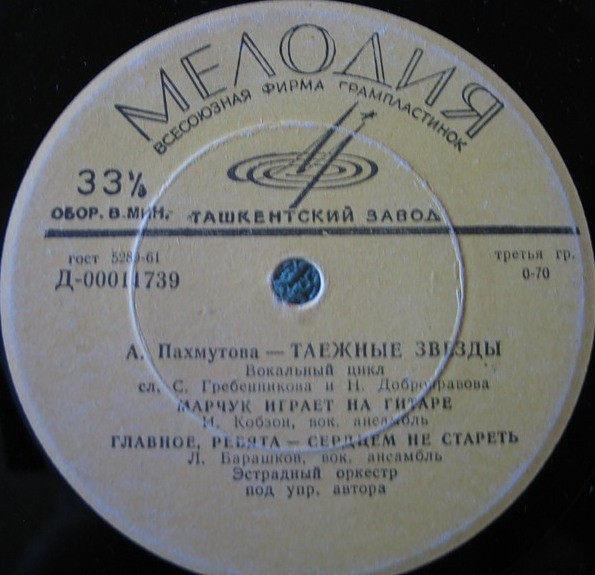 МЕЛОДИЯ
ВСЕСОЮЗНАЯ ФИРМА ГРАМПЛАСТИНОК
33⅓
ОБОР. В МИН.
ТАШКЕНТСКИЙ ЗАВОД
гост 5289-61
третья гр.
Д-00011739
0-70
А. Пахмутова — ТАЕЖНЫЕ ЗВЕЗДЫ
Вокальный цикл
сл. С. Гребенникова и Н. Добронравова
МАРЧУК ИГРАЕТ НА ГИТАРЕ
И. Кобзон, вок. ансамбль
ГЛАВНОЕ, РЕБЯТА — СЕРДЦЕМ НЕ СТАРЕТЬ
Л. Барашков, вок. ансамбль
Эстрадный оркестр
под упр. автора